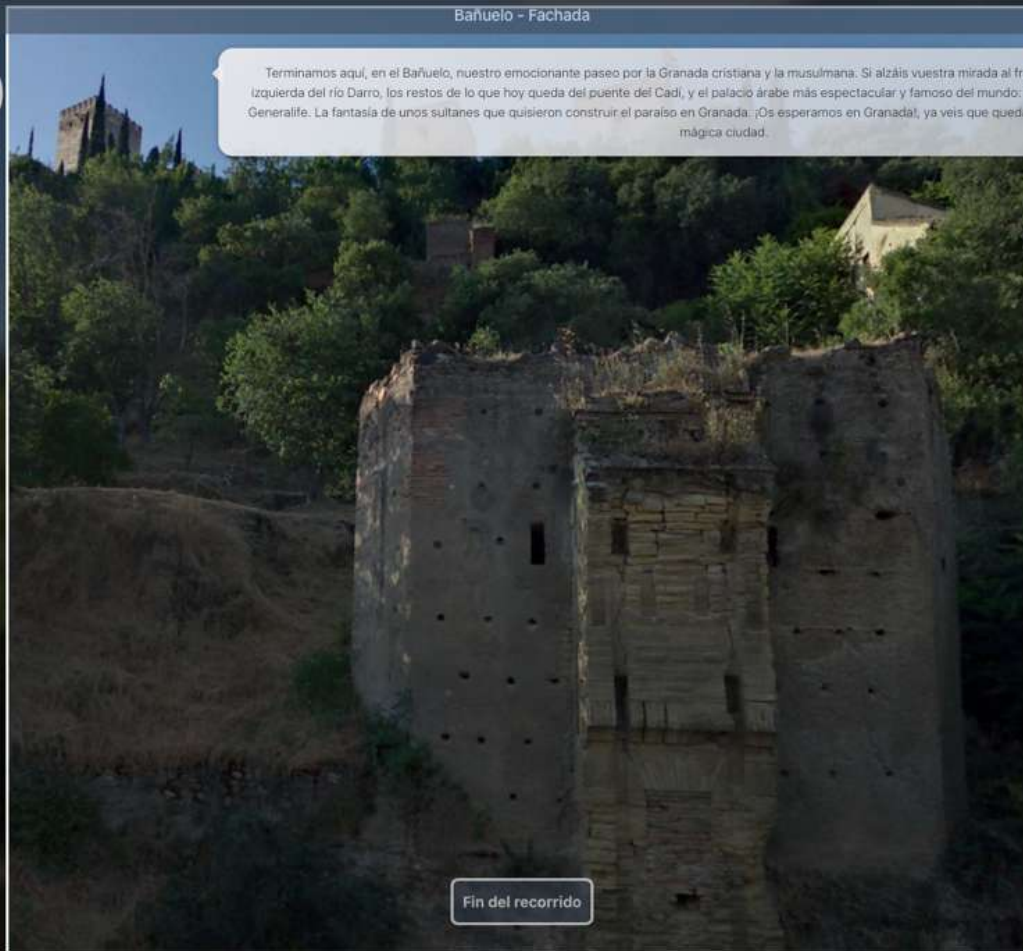 Bañuelo - Fachada
Terminamos aquí, en el Bañuelo, nuestro emocionante paseo por la Granada cristiana y la musulmana. Si alzáis vuestra mirada al
izquierda del río Darro, los restos de lo que hoy queda del puente del Cadí, y el palacio árabe más espectacular y famoso del mundo:
Generalife. La fantasía de unos sultanes que quisieron construir el paraíso en Granada. ¡Os esperamos en Granada!, ya veis que
mágica ciudad.
Fin del recorrido